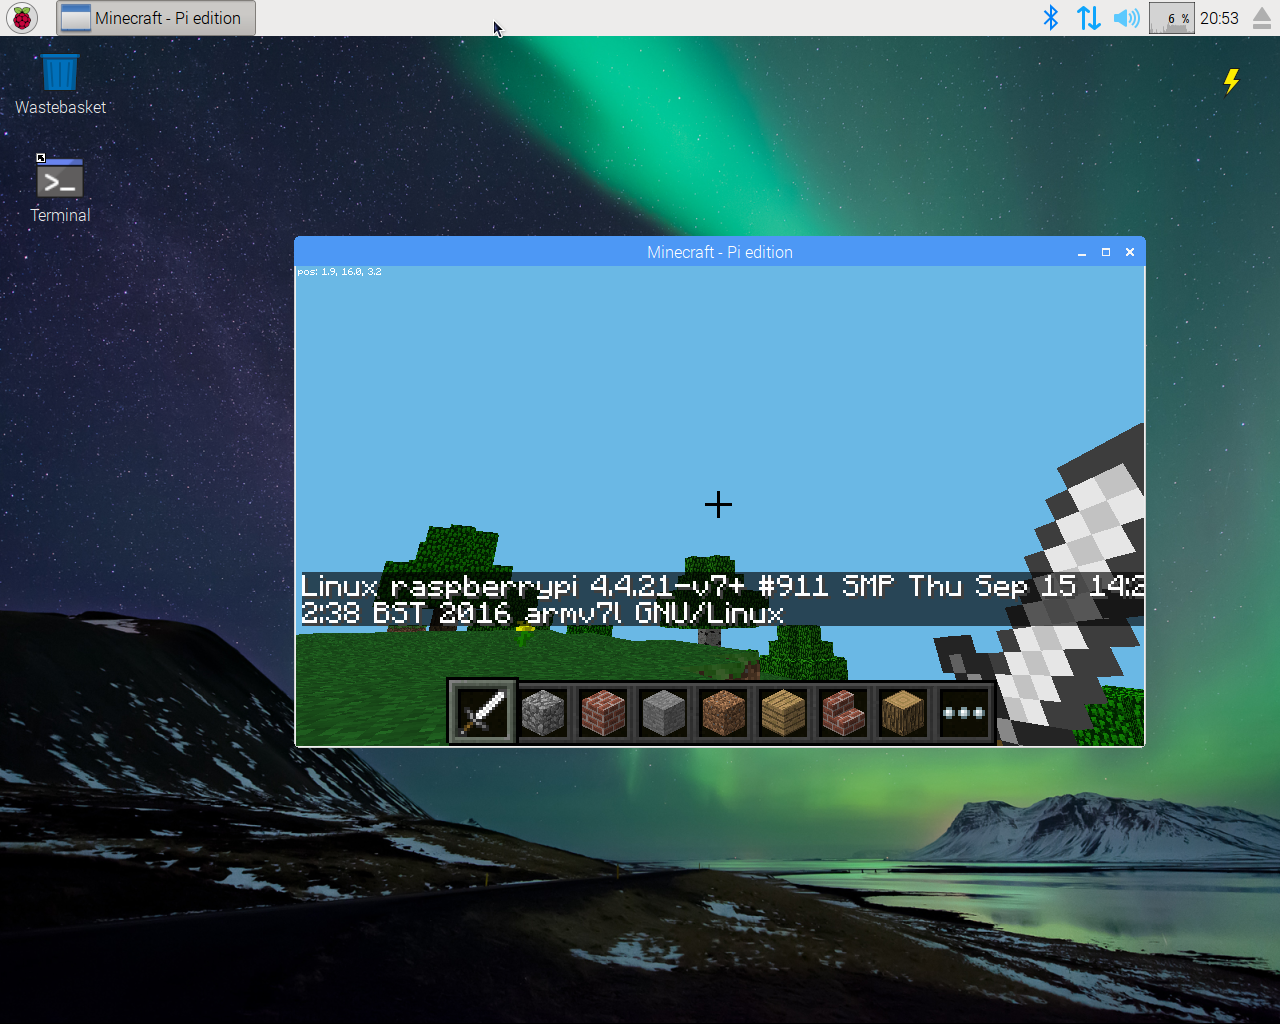 Minecraft - Pi edition
6 %
20:53
Wastebasket
>_
Terminal
Minecraft - Pi edition
pos: 1.9, 16.0, 3.2
Linux raspberrypi 4.4.21-v7+ #911 SMP Thu Sep 15 14:2
2:38 BST 2016 armv7l GNU/Linux